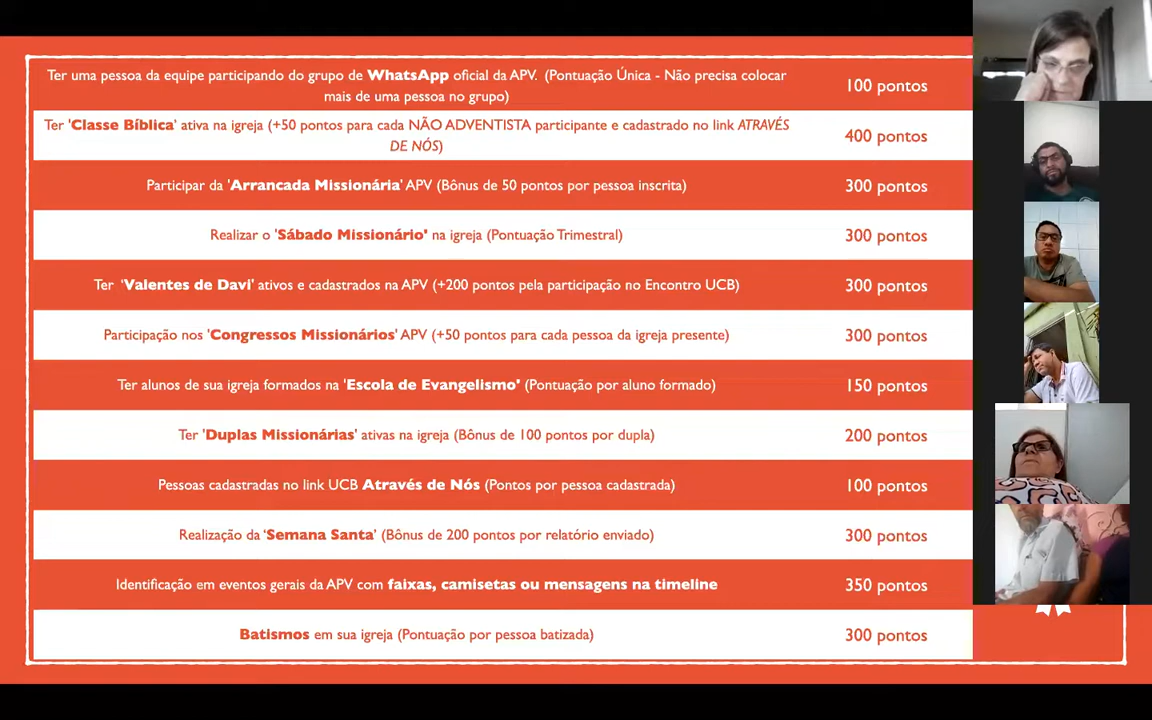 Ter uma pessoa da equipe participando do grupo de WhatsApp oficial da APV. (Pontuação Única - Não precisa colocar
mais de uma pessoa no grupo)
100 pontos
Ter 'Classe Bíblica' ativa na igreja (+50 pontos para cada NÃO ADVENTISTA participante e cadastrado no link ATRAVÉS
DE NÓS)
400 pontos
Participar da 'Arrancada Missionária' APV (Bônus de 50 pontos por pessoa inscrita)
300 pontos
Realizar o 'Sábado Missionário' na igreja (Pontuação Trimestral)
300 pontos
Ter 'Valentes de Davi' ativos e cadastrados na APV (+200 pontos pela participação no Encontro UCB)
300 pontos
Participação nos 'Congressos Missionários' APV (+50 pontos para cada pessoa da igreja presente)
300 pontos
Ter alunos de sua igreja formados na 'Escola de Evangelismo' (Pontuação por aluno formado)
150 pontos
Ter 'Duplas Missionárias' ativas na igreja (Bônus de 100 pontos por dupla)
200 pontos
Pessoas cadastradas no link UCB Através de Nós (Pontos por pessoa cadastrada)
100 pontos
Realização da 'Semana Santa' (Bônus de 200 pontos por relatório enviado)
300 pontos
Identificação em eventos gerais da APV com faixas, camisetas ou mensagens na timeline
350 pontos
Batismos em sua igreja (Pontuação por pessoa batizada)
300 pontos